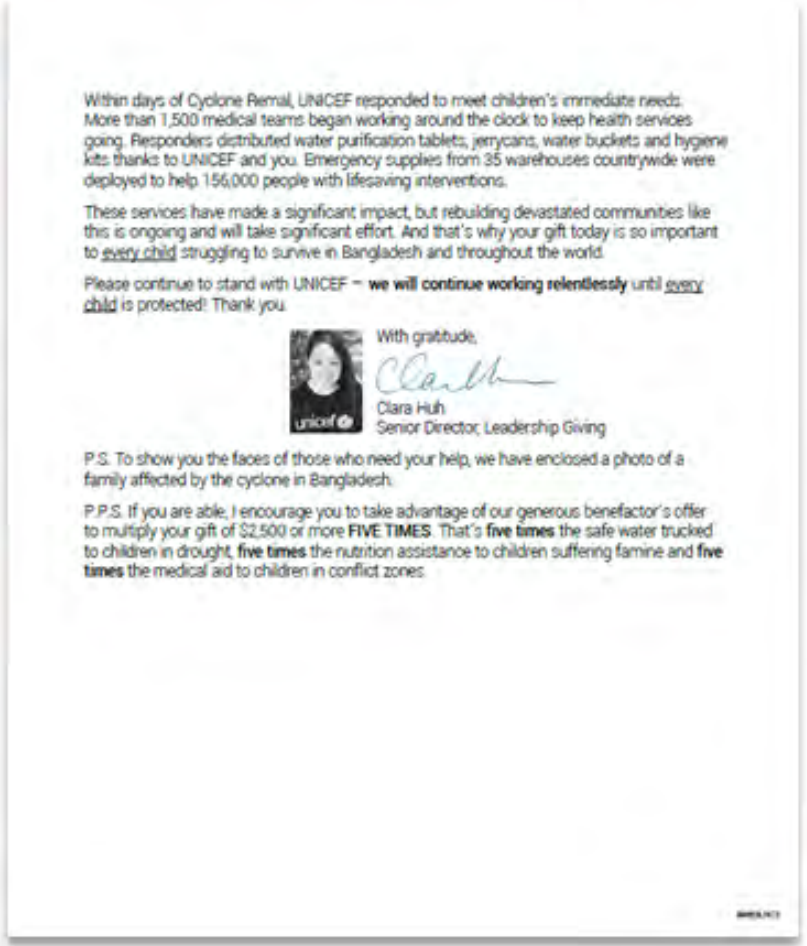 Within days of Cyclone Remal, UNICEF responded to meet children's immediate needs.
More than 1,500 medical teams began working around the clock to keep health services
going. Responders distributed water purification tablets, jerrycans, water buckets and hygiene
kits thanks to UNICEF and you. Emergency supplies from 35 warehouses countrywide were
deployed to help 156,000 people with lifesaving interventions.
These services have made a significant impact, but rebuilding devastated communities like
this is ongoing and will take significant effort. And that's why your gift today is so important
to every child struggling to survive in Bangladesh and throughout the world.
Please continue to stand with UNICEF – we will continue working relentlessly until every
child is protected! Thank you.
With gratitude,
Clara Huh
unicef
Senior Director, Leadership Giving
P.S. To show you the faces of those who need your help, we have enclosed a photo of a
family affected by the cyclone in Bangladesh.
P.P.S. If you are able, I encourage you to take advantage of our generous benefactor's offer
to multiply your gift of $2,500 or more FIVE TIMES. That's five times the safe water trucked
to children in drought, five times the nutrition assistance to children suffering famine and five
times the medical aid to children in conflict zones.